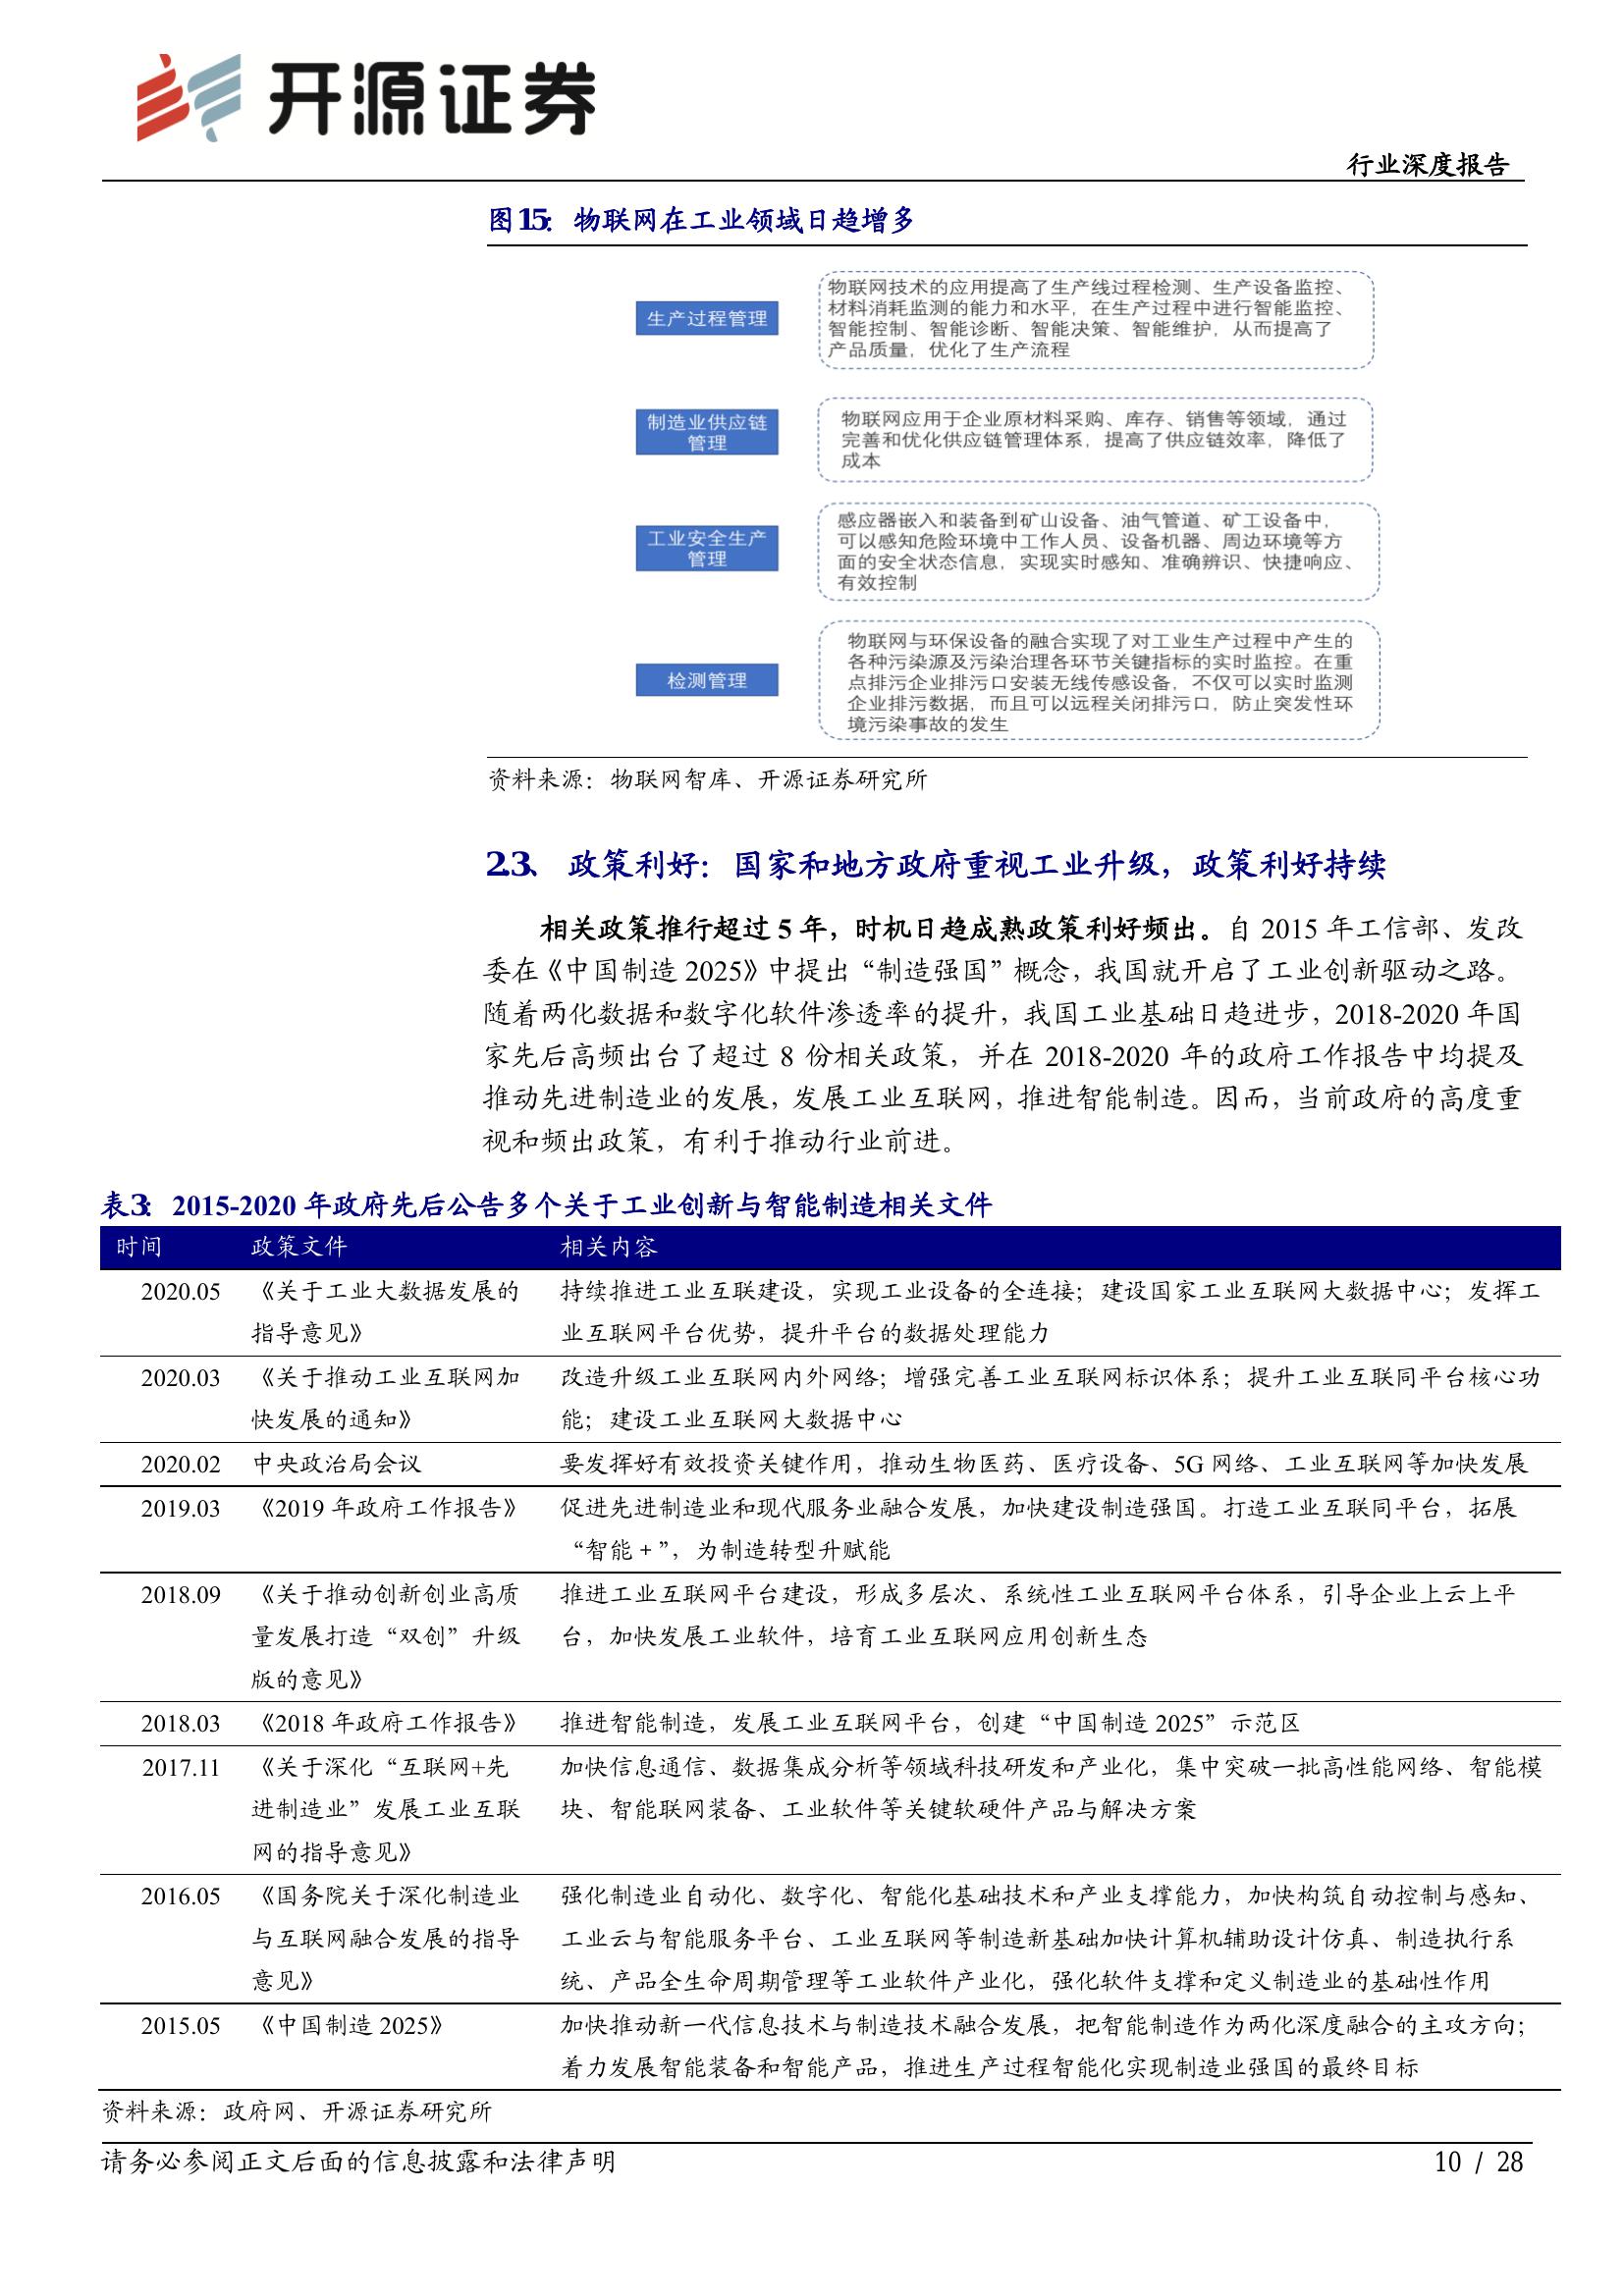 开源证券
行业深度报告
图15： 物联网在工业领域日趋增多
生产过程管理
物联网技术的应用提高了生产线过程检测、生产设备监控、
材料消耗监测的能力和水平，在生产过程中进行智能监控、
智能控制、智能诊断、智能决策、智能维护，从而提高了
产品质量，优化了生产流程
制造业供应链
管理
物联网应用于企业原材料采购、库存、销售等领域，通过
完善和优化供应链管理体系，提高了供应链效率，降低了
成本
工业安全生产
管理
感应器嵌入和装备到矿山设备、油气管道、矿工设备中，
可以感知危险环境中工作人员、设备机器、周边环境等方
面的安全状态信息，实现实时感知、准确辨识、快捷响应、
有效控制
检测管理
物联网与环保设备的融合实现了对工业生产过程中产生的
各种污染源及污染治理各环节关键指标的实时监控。在重
点排污企业排污口安装无线传感设备，不仅可以实时监测
企业排污数据，而且可以远程关闭排污口，防止突发性环
境污染事故的发生
资料来源：物联网智库、开源证券研究所
2.3、 政策利好：国家和地方政府重视工业升级，政策利好持续
相关政策推行超过 5 年，时机日趋成熟政策利好频出。自 2015 年工信部、发改
委在《中国制造 2025》中提出“制造强国”概念，我国就开启了工业创新驱动之路。
随着两化数据和数字化软件渗透率的提升，我国工业基础日趋进步，2018-2020 年国
家先后高频出台了超过 8 份相关政策，并在 2018-2020 年的政府工作报告中均提及
推动先进制造业的发展，发展工业互联网，推进智能制造。因而，当前政府的高度重
视和频出政策，有利于推动行业前进。
表3： 2015-2020 年政府先后公告多个关于工业创新与智能制造相关文件
时间 政策文件 相关内容
2020.05 《关于工业大数据发展的 持续推进工业互联建设，实现工业设备的全连接；建设国家工业互联网大数据中心；发挥工
指导意见》 业互联网平台优势，提升平台的数据处理能力
2020.03 《关于推动工业互联网加 改造升级工业互联网内外网络；增强完善工业互联网标识体系；提升工业互联同平台核心功
快发展的通知》 能；建设工业互联网大数据中心
2020.02 中央政治局会议 要发挥好有效投资关键作用，推动生物医药、医疗设备、5G 网络、工业互联网等加快发展
2019.03 《2019 年政府工作报告》 促进先进制造业和现代服务业融合发展，加快建设制造强国。打造工业互联同平台，拓展
“智能＋”，为制造转型升赋能
2018.09 《关于推动创新创业高质 推进工业互联网平台建设，形成多层次、系统性工业互联网平台体系，引导企业上云上平
量发展打造“双创”升级 台，加快发展工业软件，培育工业互联网应用创新生态
版的意见》
2018.03 《2018 年政府工作报告》 推进智能制造，发展工业互联网平台，创建“中国制造 2025”示范区
2017.11 《关于深化“互联网+先 加快信息通信、数据集成分析等领域科技研发和产业化，集中突破一批高性能网络、智能模
进制造业”发展工业互联 块、智能联网装备、工业软件等关键软硬件产品与解决方案
网的指导意见》
2016.05 《国务院关于深化制造业 强化制造业自动化、数字化、智能化基础技术和产业支撑能力，加快构筑自动控制与感知、
与互联网融合发展的指导 工业云与智能服务平台、工业互联网等制造新基础加快计算机辅助设计仿真、制造执行系
意见》 统、产品全生命周期管理等工业软件产业化，强化软件支撑和定义制造业的基础性作用
2015.05 《中国制造 2025》 加快推动新一代信息技术与制造技术融合发展，把智能制造作为两化深度融合的主攻方向；
着力发展智能装备和智能产品，推进生产过程智能化实现制造业强国的最终目标
资料来源：政府网、开源证券研究所
请务必参阅正文后面的信息披露和法律声明 10 / 28